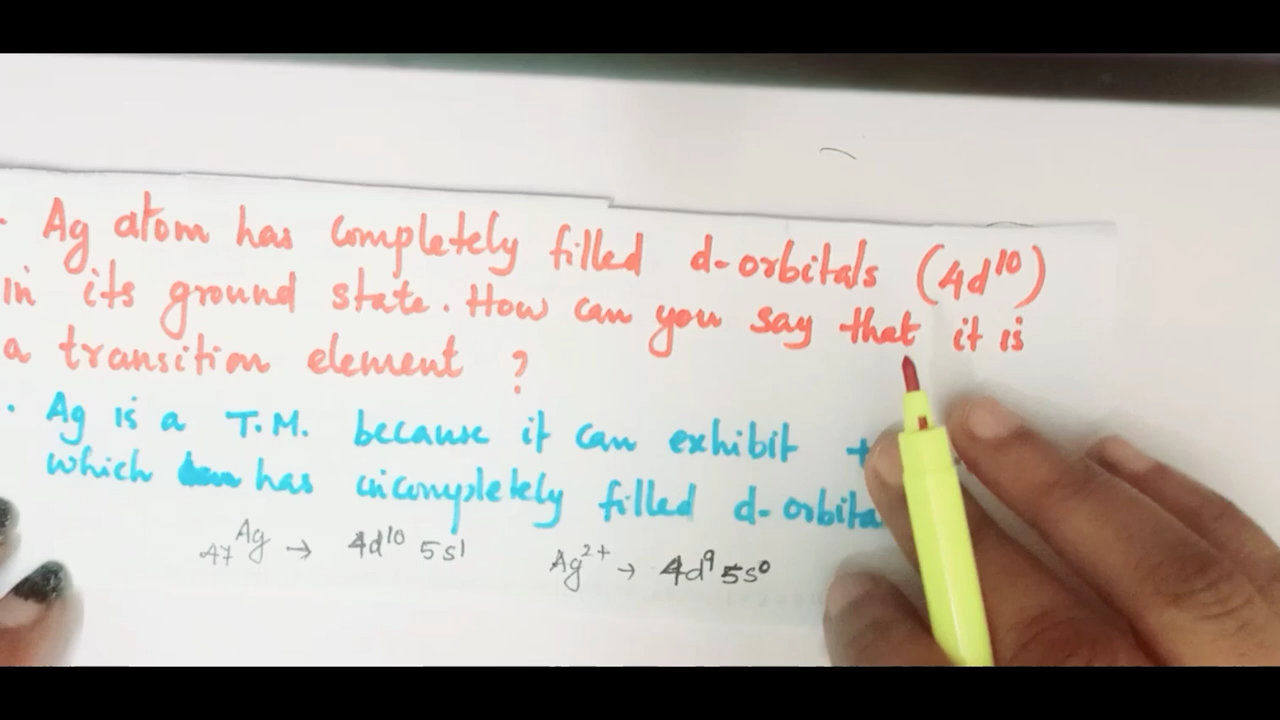 . Ag atom has completely filled d-orbitals (4d¹⁰)
in its ground state. How can you say that it is
a transition element ?
. Ag is a T.M. because it can exhibit +
which has incompletely filled d-orbita
₄₇Ag → 4d¹⁰ 5s¹ Ag²⁺ → 4d⁹ 5s⁰